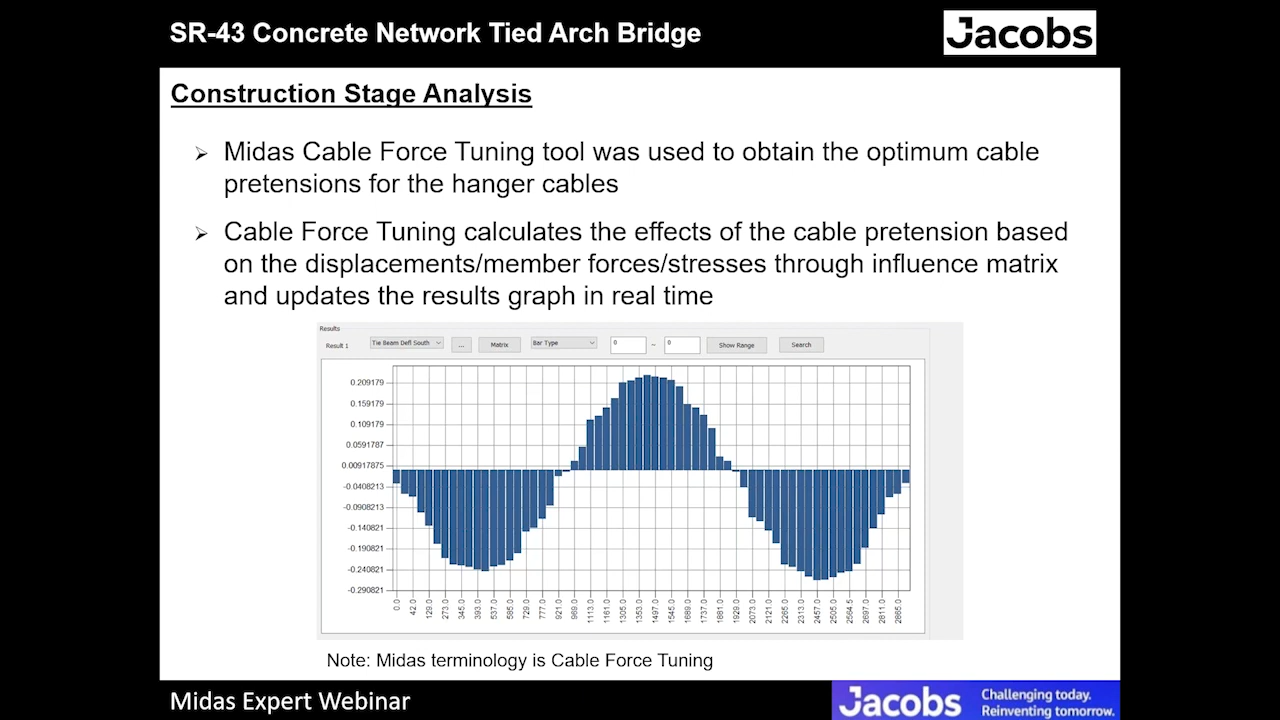 SR-43 Concrete Network Tied Arch Bridge
Jacobs
Construction Stage Analysis
Midas Cable Force Tuning tool was used to obtain the optimum cable
pretensions for the hanger cables
Cable Force Tuning calculates the effects of the cable pretension based
on the displacements/member forces/stresses through influence matrix
and updates the results graph in real time
Results
Result 1
Tie Beam Defl South
...
Matrix
Bar Type
0
–
0
Show Range
Search
0.209179
0.159179
0.109179
0.0591787
0.00917875
-0.0408213
-0.0908213
-0.140821
-0.190821
-0.240821
-0.290821
0.0
42.0
129.0
273.0
345.0
393.0
537.0
585.0
729.0
777.0
921.0
969.0
1113.0
1161.0
1305.0
1353.0
1497.0
1545.0
1689.0
1737.0
1881.0
1929.0
2073.0
2121.0
2265.0
2313.0
2457.0
2505.0
2564.5
2697.0
2811.0
2865.0
Note: Midas terminology is Cable Force Tuning
Midas Expert Webinar
Jacobs
Challenging today.
Reinventing tomorrow.